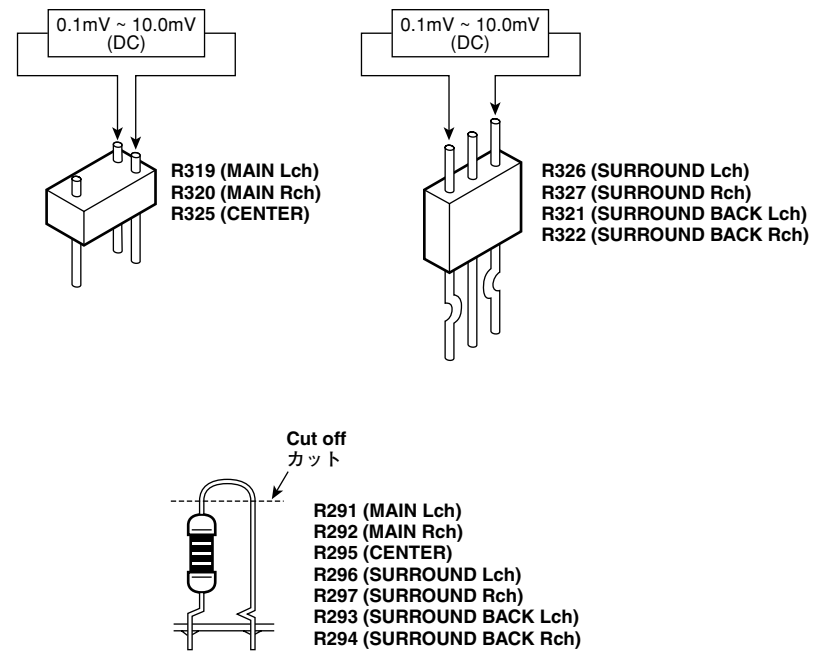 0.1mV ~ 10.0mV
(DC)
R319 (MAIN Lch)
R320 (MAIN Rch)
R325 (CENTER)
0.1mV ~ 10.0mV
(DC)
R326 (SURROUND Lch)
R327 (SURROUND Rch)
R321 (SURROUND BACK Lch)
R322 (SURROUND BACK Rch)
Cut off
カット
R291 (MAIN Lch)
R292 (MAIN Rch)
R295 (CENTER)
R296 (SURROUND Lch)
R297 (SURROUND Rch)
R293 (SURROUND BACK Lch)
R294 (SURROUND BACK Rch)